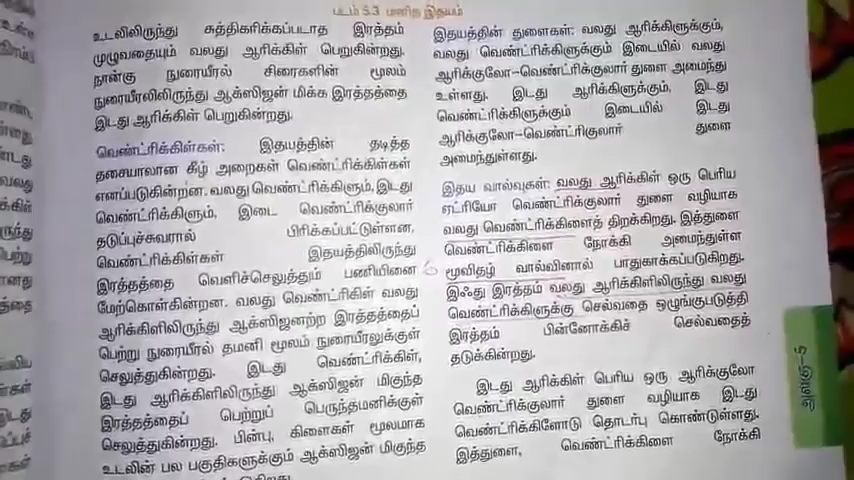 படம் 5.3 மனித இதயம்
உடலிலிருந்து சுத்திகரிக்கப்படாத இரத்தம்
முழுவதையும் வலது ஆரிக்கிள் பெறுகின்றது.
நான்கு நுரையீரல் சிரைகளின் மூலம்
நுரையீரலிலிருந்து ஆக்ஸிஜன் மிக்க இரத்தத்தை
இடது ஆரிக்கிள் பெறுகின்றது.
வெண்ட்ரிக்கிள்கள்: இதயத்தின் தடித்த
தசையாலான கீழ் அறைகள் வெண்ட்ரிக்கிள்கள்
எனப்படுகின்றன. வலது வெண்ட்ரிக்கிளும், இடது
வெண்ட்ரிக்கிளும், இடை வெண்ட்ரிக்குலார்
தடுப்புச்சுவரால் பிரிக்கப்பட்டுள்ளன,
வெண்ட்ரிக்கிள்கள் இதயத்திலிருந்து
இரத்தத்தை வெளிச்செலுத்தும் பணியினை
மேற்கொள்கின்றன. வலது வெண்ட்ரிகிள் வலது
ஆரிக்கிளிலிருந்து ஆக்ஸிஜனற்ற இரத்தத்தைப்
பெற்று நுரையீரல் தமனி மூலம் நுரையீரலுக்குள்
செலுத்துகின்றது. இடது வெண்ட்ரிக்கிள்,
இடது ஆரிக்கிளிலிருந்து ஆக்ஸிஜன் மிகுந்த
இரத்தத்தைப் பெற்றுப் பெருந்தமனிக்குள்
செலுத்துகின்றது. பின்பு, கிளைகள் மூலமாக
உடலின் பல பகுதிகளுக்கும் ஆக்ஸிஜன் மிகுந்த
இதயத்தின் துளைகள்: வலது ஆரிக்கிளுக்கும்,
வலது வெண்ட்ரிக்கிளுக்கும் இடையில் வலது
ஆரிக்குலோ-வெண்ட்ரிக்குலார் துளை அமைந்து
உள்ளது. இடது ஆரிக்கிளுக்கும், இடது
வெண்ட்ரிக்கிளுக்கும் இடையில் இடது
ஆரிக்குலோ-வெண்ட்ரிகுலார் துளை
அமைந்துள்ளது.
இதய வால்வுகள்: வலது ஆரிக்கிள் ஒரு பெரிய
ஏட்ரியோ வெண்ட்ரிக்குலார் துளை வழியாக
வலது வெண்ட்ரிக்கிளைத் திறக்கிறது. இத்துளை
வெண்ட்ரிக்கிளை நோக்கி அமைந்துள்ள
மூவிதழ் வால்வினால் பாதுகாக்கப்படுகிறது.
இஃது இரத்தம் வலது ஆரிக்கிளிலிருந்து வலது
வெண்ட்ரிக்கிளுக்கு செல்வதை ஒழுங்குபடுத்தி
இரத்தம் பின்னோக்கிச் செல்வதைத்
தடுக்கின்றது.
இடது ஆரிக்கிள் பெரிய ஒரு ஆரிக்குலோ
வெண்ட்ரிக்குலார் துளை வழியாக இடது
வெண்ட்ரிக்கிளோடு தொடர்பு கொண்டுள்ளது.
இத்துளை, வெண்ட்ரிக்கிளை நோக்கி
அலகு-5